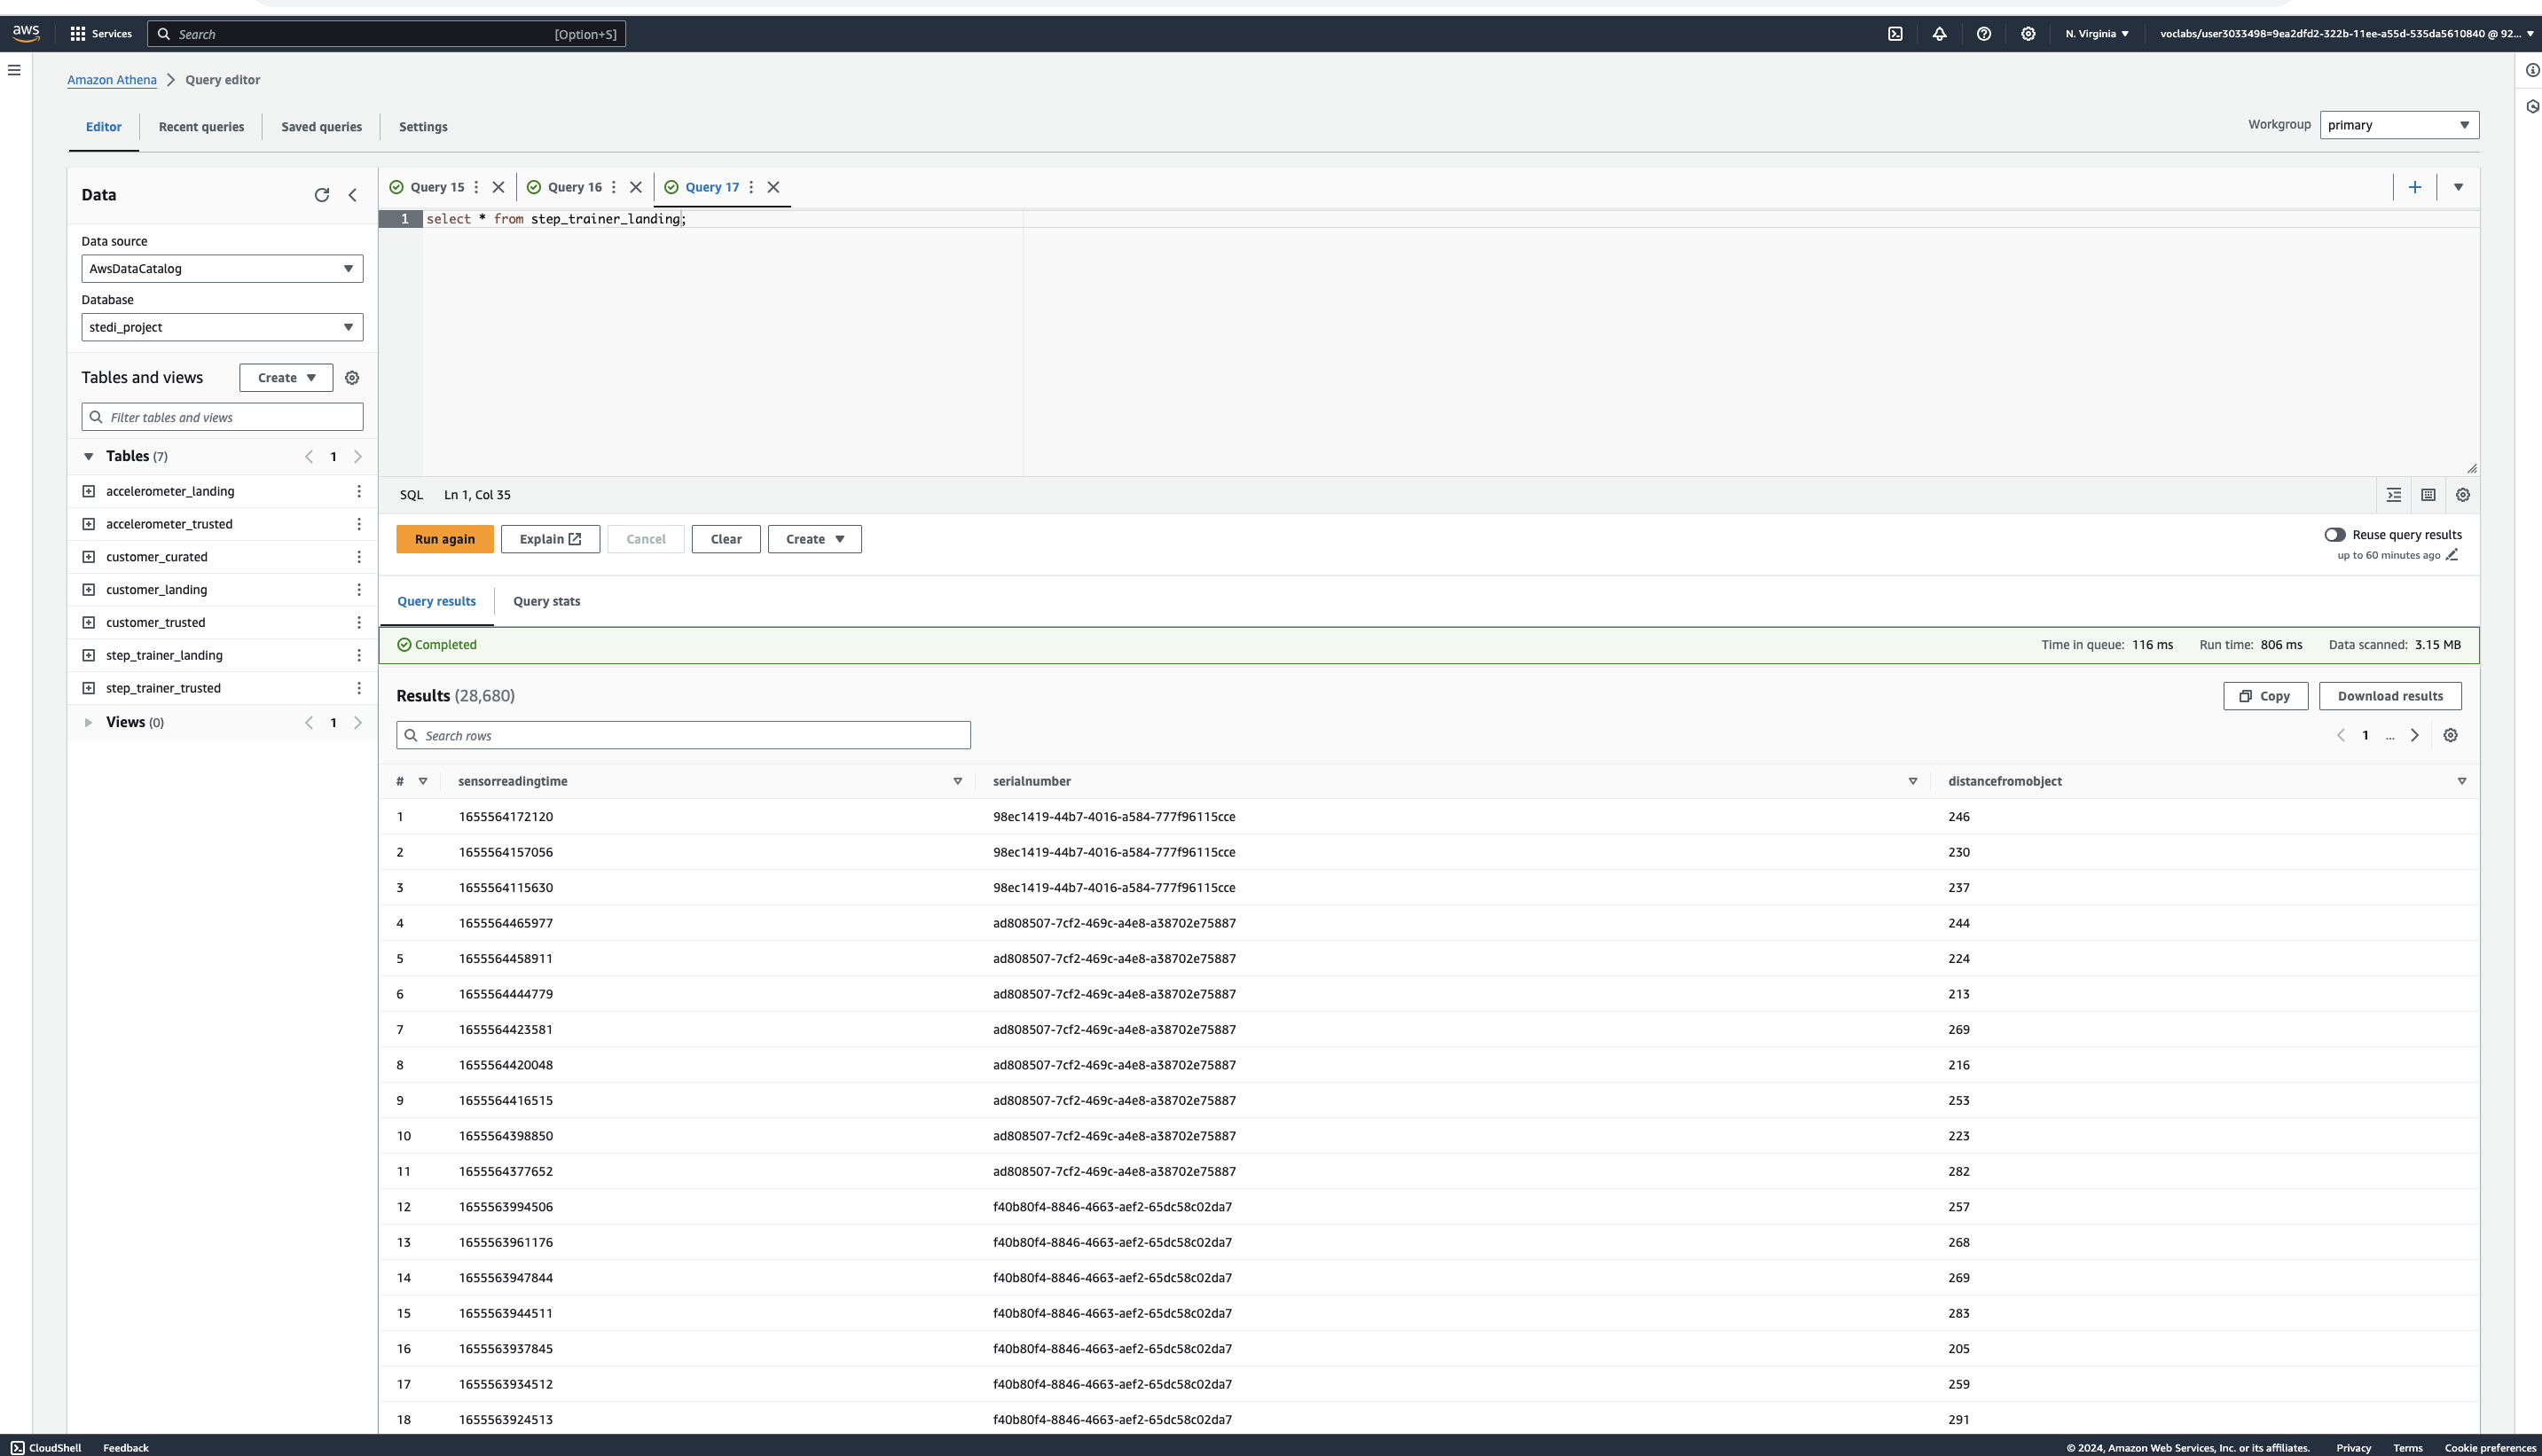 aws Services Search [Option+S] N. Virginia voclabs/user3033498=9ea2dfd2-322b-11ee-a55d-535da5610840 @ 92...
Amazon Athena > Query editor
Editor Recent queries Saved queries Settings Workgroup primary
Data
Data source
AwsDataCatalog
Database
stedi_project
Tables and views Create
Filter tables and views
Tables (7) 1
accelerometer_landing
accelerometer_trusted
customer_curated
customer_landing
customer_trusted
step_trainer_landing
step_trainer_trusted
Views (0) 1
Query 15 Query 16 Query 17
1 select * from step_trainer_landing;
SQL Ln 1, Col 35
Run again Explain Cancel Clear Create Reuse query results
up to 60 minutes ago
Query results Query stats
Completed Time in queue: 116 ms Run time: 806 ms Data scanned: 3.15 MB
Results (28,680) Copy Download results
Search rows 1 ...
# sensorreadingtime serialnumber distancefromobject
1 1655564172120 98ec1419-44b7-4016-a584-777f96115cce 246
2 1655564157056 98ec1419-44b7-4016-a584-777f96115cce 230
3 1655564115630 98ec1419-44b7-4016-a584-777f96115cce 237
4 1655564465977 ad808507-7cf2-469c-a4e8-a38702e75887 244
5 1655564458911 ad808507-7cf2-469c-a4e8-a38702e75887 224
6 1655564444779 ad808507-7cf2-469c-a4e8-a38702e75887 213
7 1655564423581 ad808507-7cf2-469c-a4e8-a38702e75887 269
8 1655564420048 ad808507-7cf2-469c-a4e8-a38702e75887 216
9 1655564416515 ad808507-7cf2-469c-a4e8-a38702e75887 253
10 1655564398850 ad808507-7cf2-469c-a4e8-a38702e75887 223
11 1655564377652 ad808507-7cf2-469c-a4e8-a38702e75887 282
12 1655563994506 f40b80f4-8846-4663-aef2-65dc58c02da7 257
13 1655563961176 f40b80f4-8846-4663-aef2-65dc58c02da7 268
14 1655563947844 f40b80f4-8846-4663-aef2-65dc58c02da7 269
15 1655563944511 f40b80f4-8846-4663-aef2-65dc58c02da7 283
16 1655563937845 f40b80f4-8846-4663-aef2-65dc58c02da7 205
17 1655563934512 f40b80f4-8846-4663-aef2-65dc58c02da7 259
18 1655563924513 f40b80f4-8846-4663-aef2-65dc58c02da7 291
CloudShell Feedback © 2024, Amazon Web Services, Inc. or its affiliates. Privacy Terms Cookie preferences